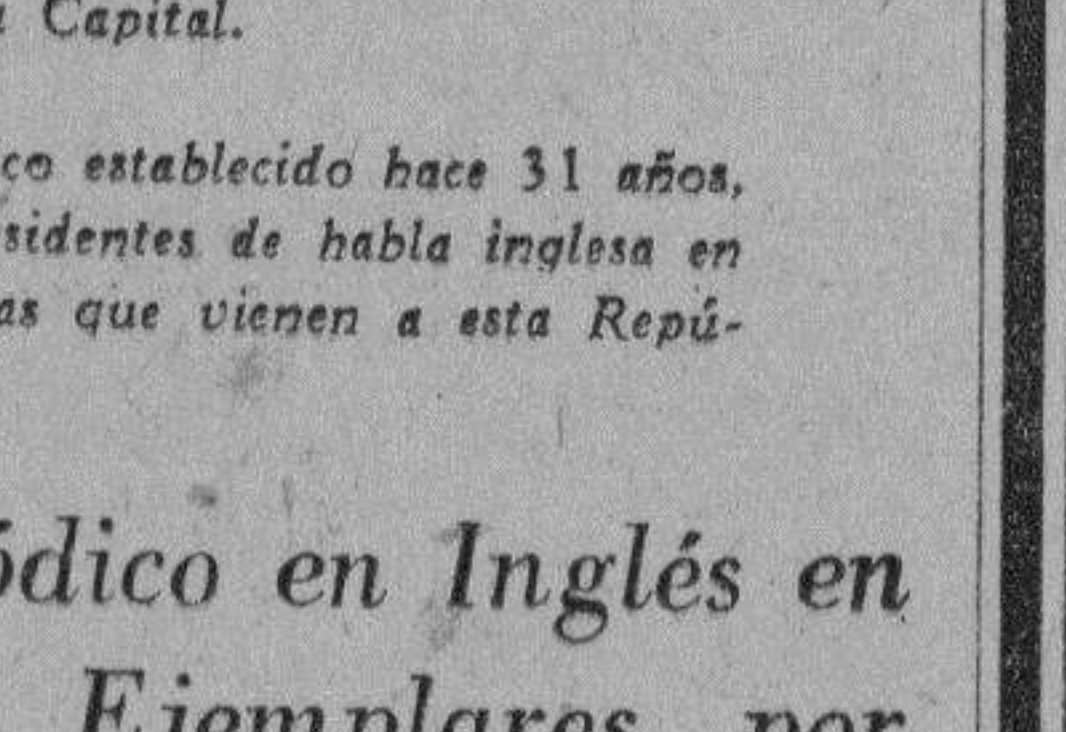 Capital.
co establecido hace 31 años,
sidentes de habla inglesa en
as que vienen a esta Repú-
ódico en Inglés en
Ejemplares por